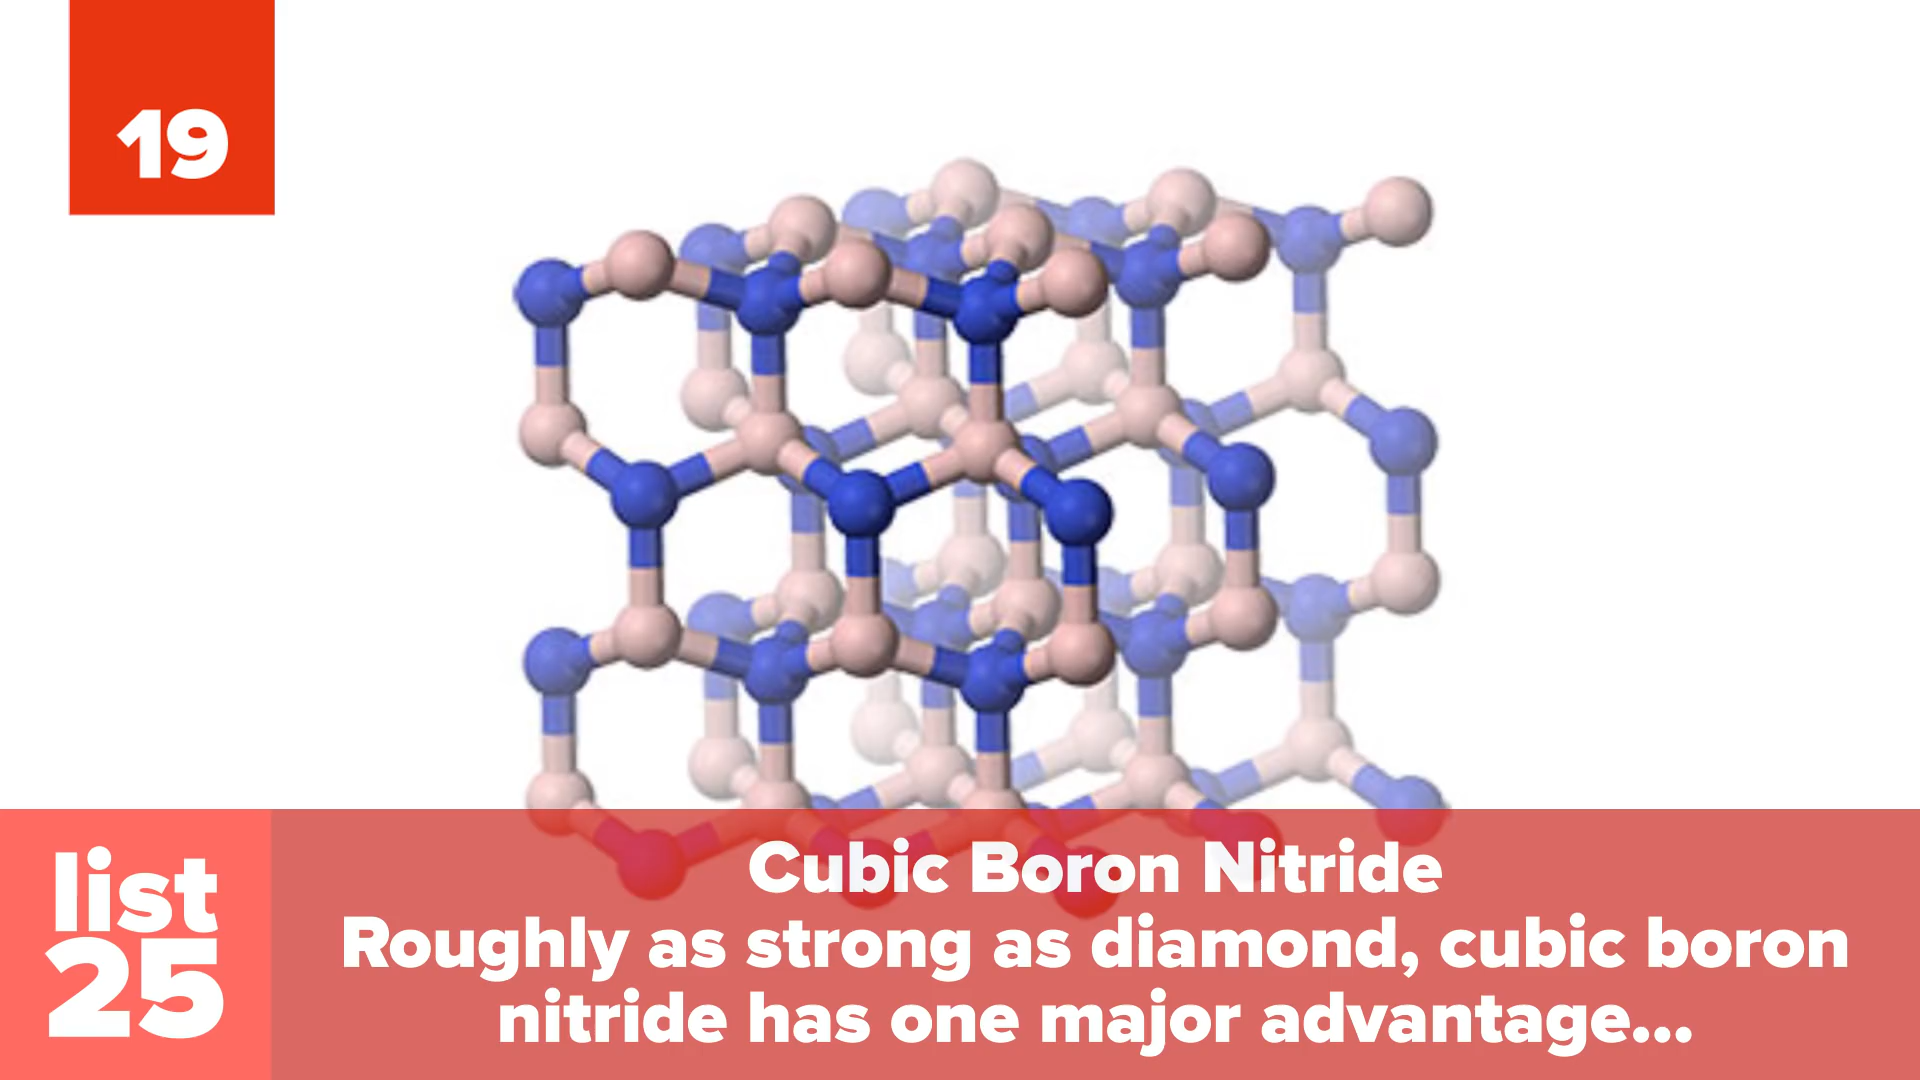 19
list
25
Cubic Boron Nitride
Roughly as strong as diamond, cubic boron
nitride has one major advantage...